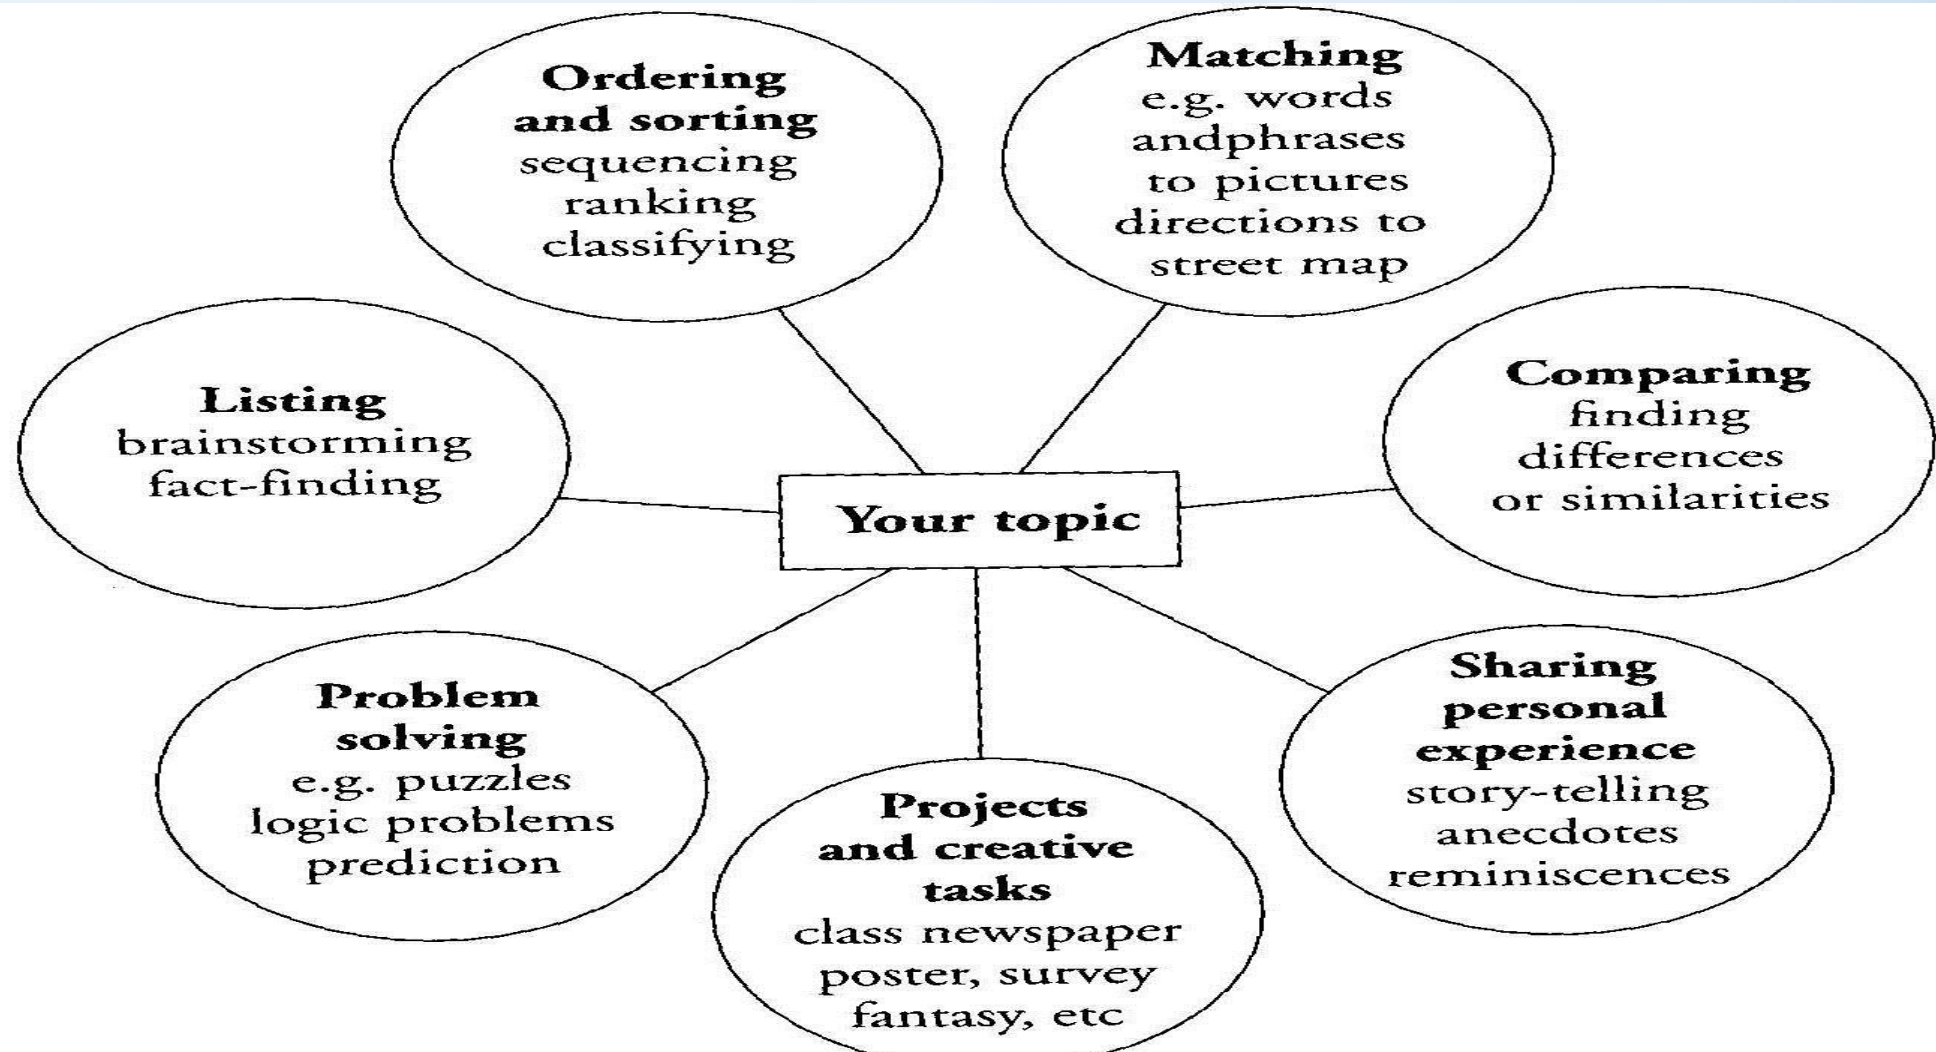 Ordering
and sorting
sequencing
ranking
classifying
Matching
e.g. words
andphrases
to pictures
directions to
street map
Listing
brainstorming
fact-finding
Comparing
finding
differences
or similarities
Your topic
Problem
solving
e.g. puzzles
logic problems
prediction
Projects
and creative
tasks
class newspaper
poster, survey
fantasy, etc
Sharing
personal
experience
story-telling
anecdotes
reminiscences